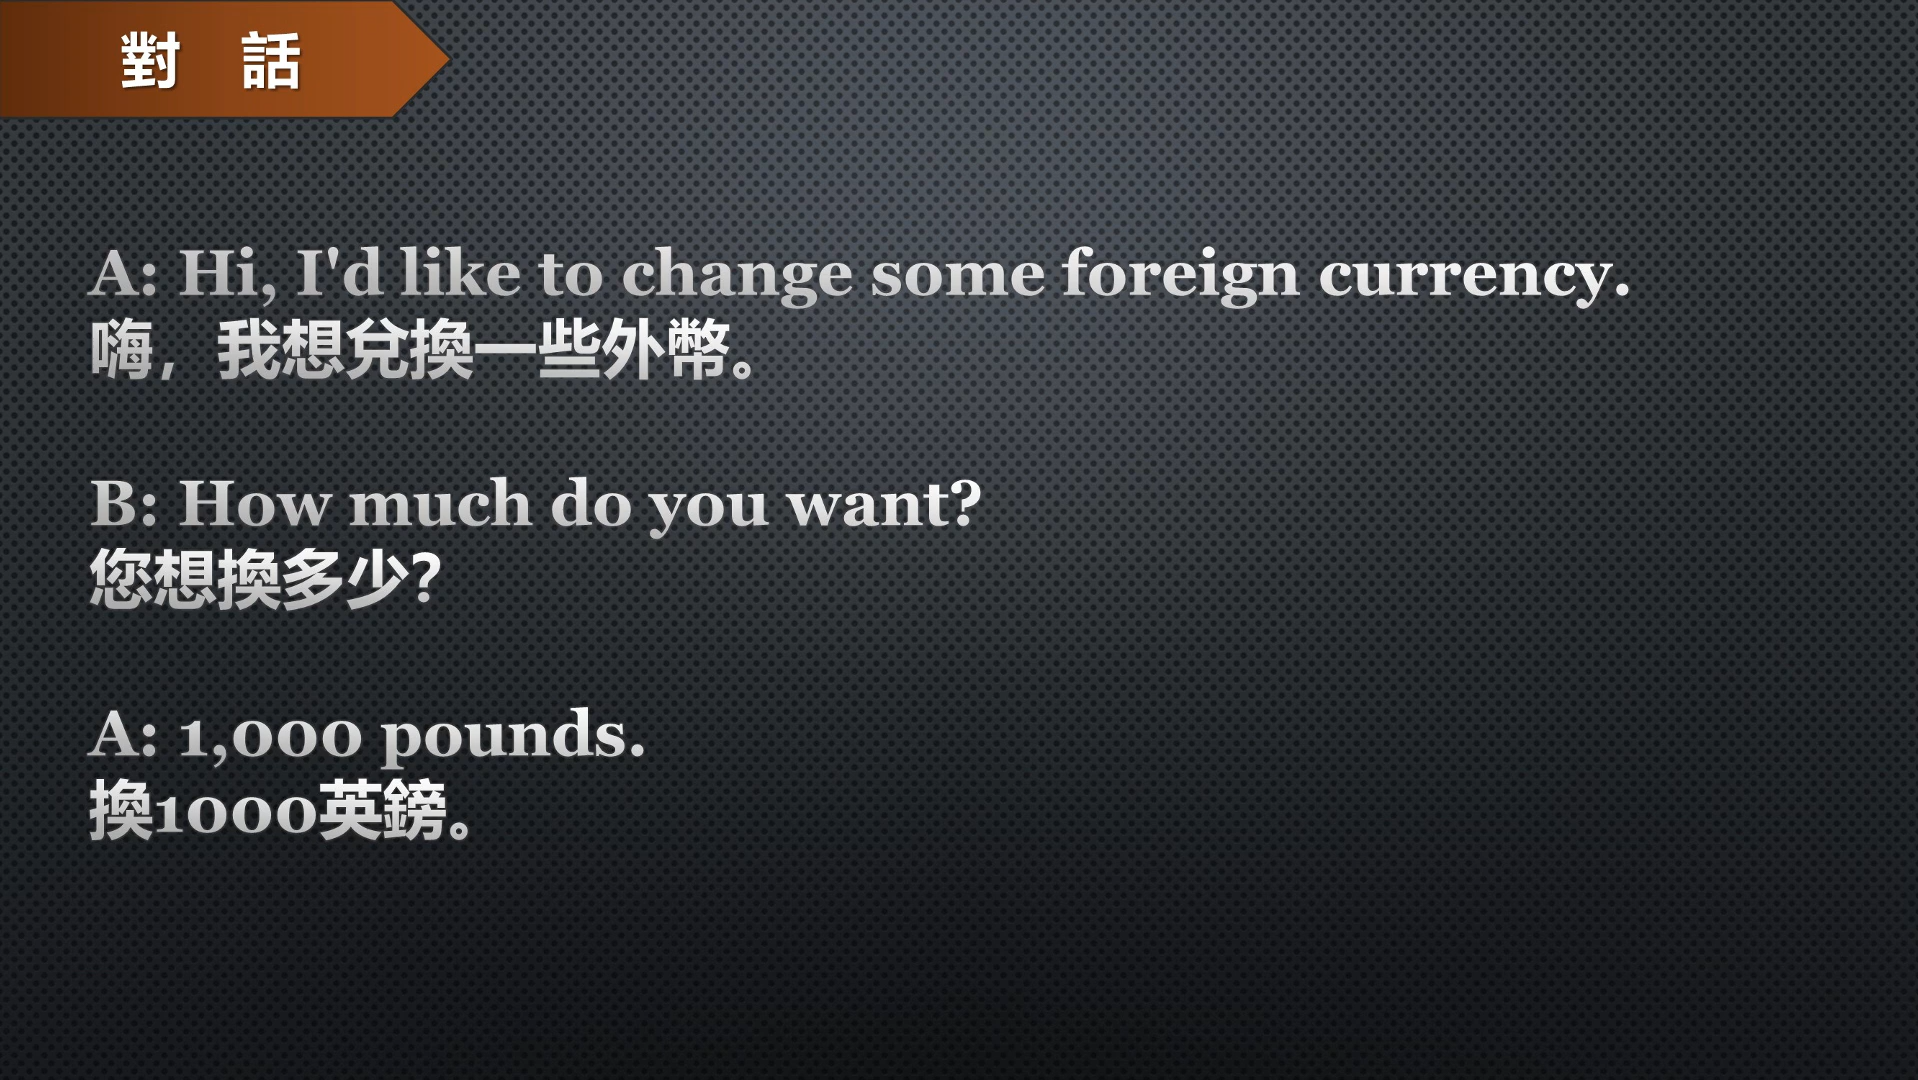 對　話
A: Hi, I'd like to change some foreign currency.
嗨，我想兌換一些外幣。
B: How much do you want?
您想換多少?
A: 1,000 pounds.
換1000英鎊。